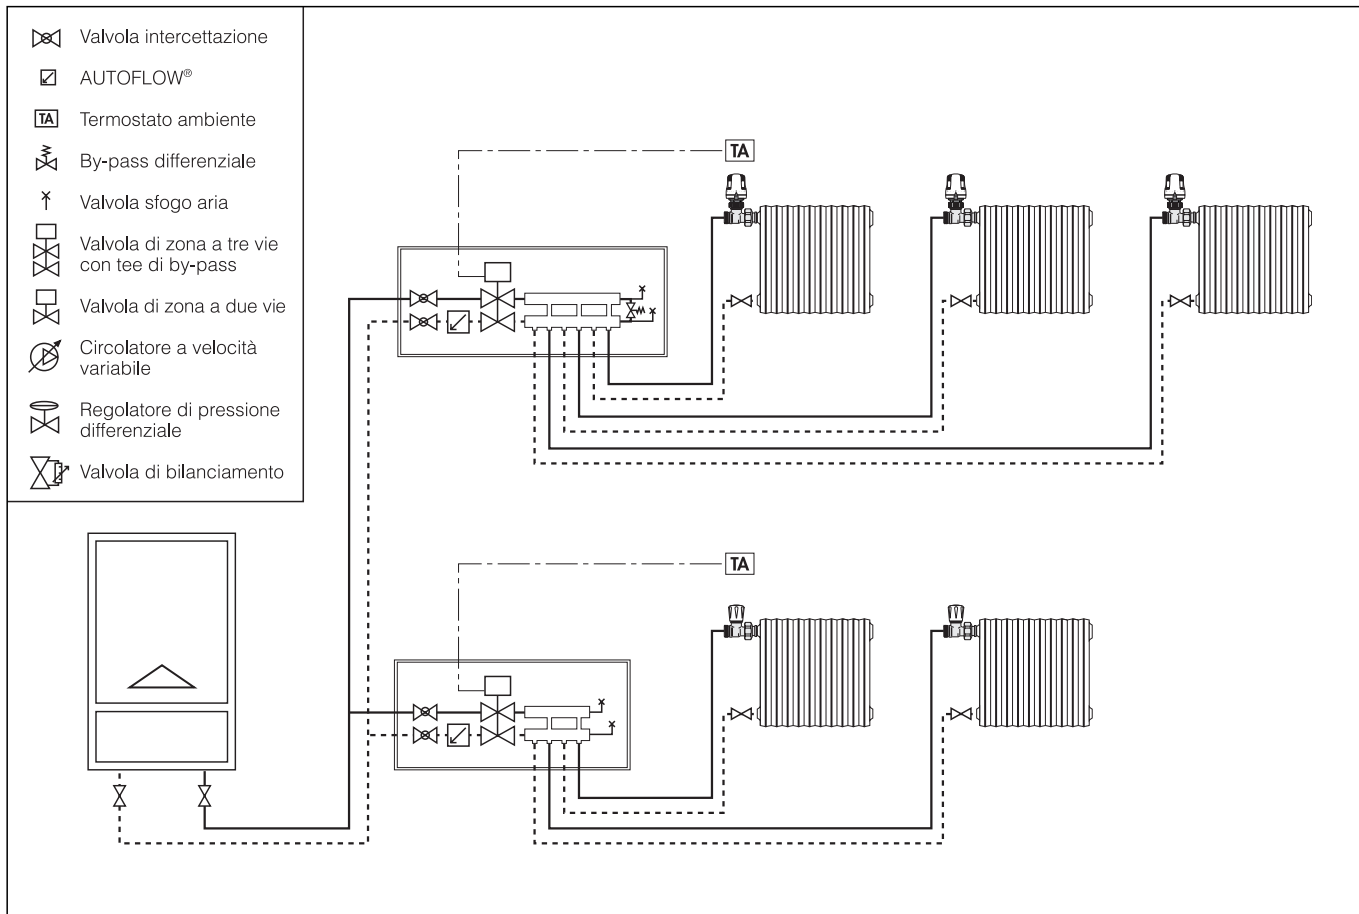 Valvola intercettazione
AUTOFLOW®
TA Termostato ambiente
By-pass differenziale
Valvola sfogo aria
Valvola di zona a tre vie
con tee di by-pass
Valvola di zona a due vie
Circolatore a velocità
variabile
Regolatore di pressione
differenziale
Valvola di bilanciamento
TA
TA